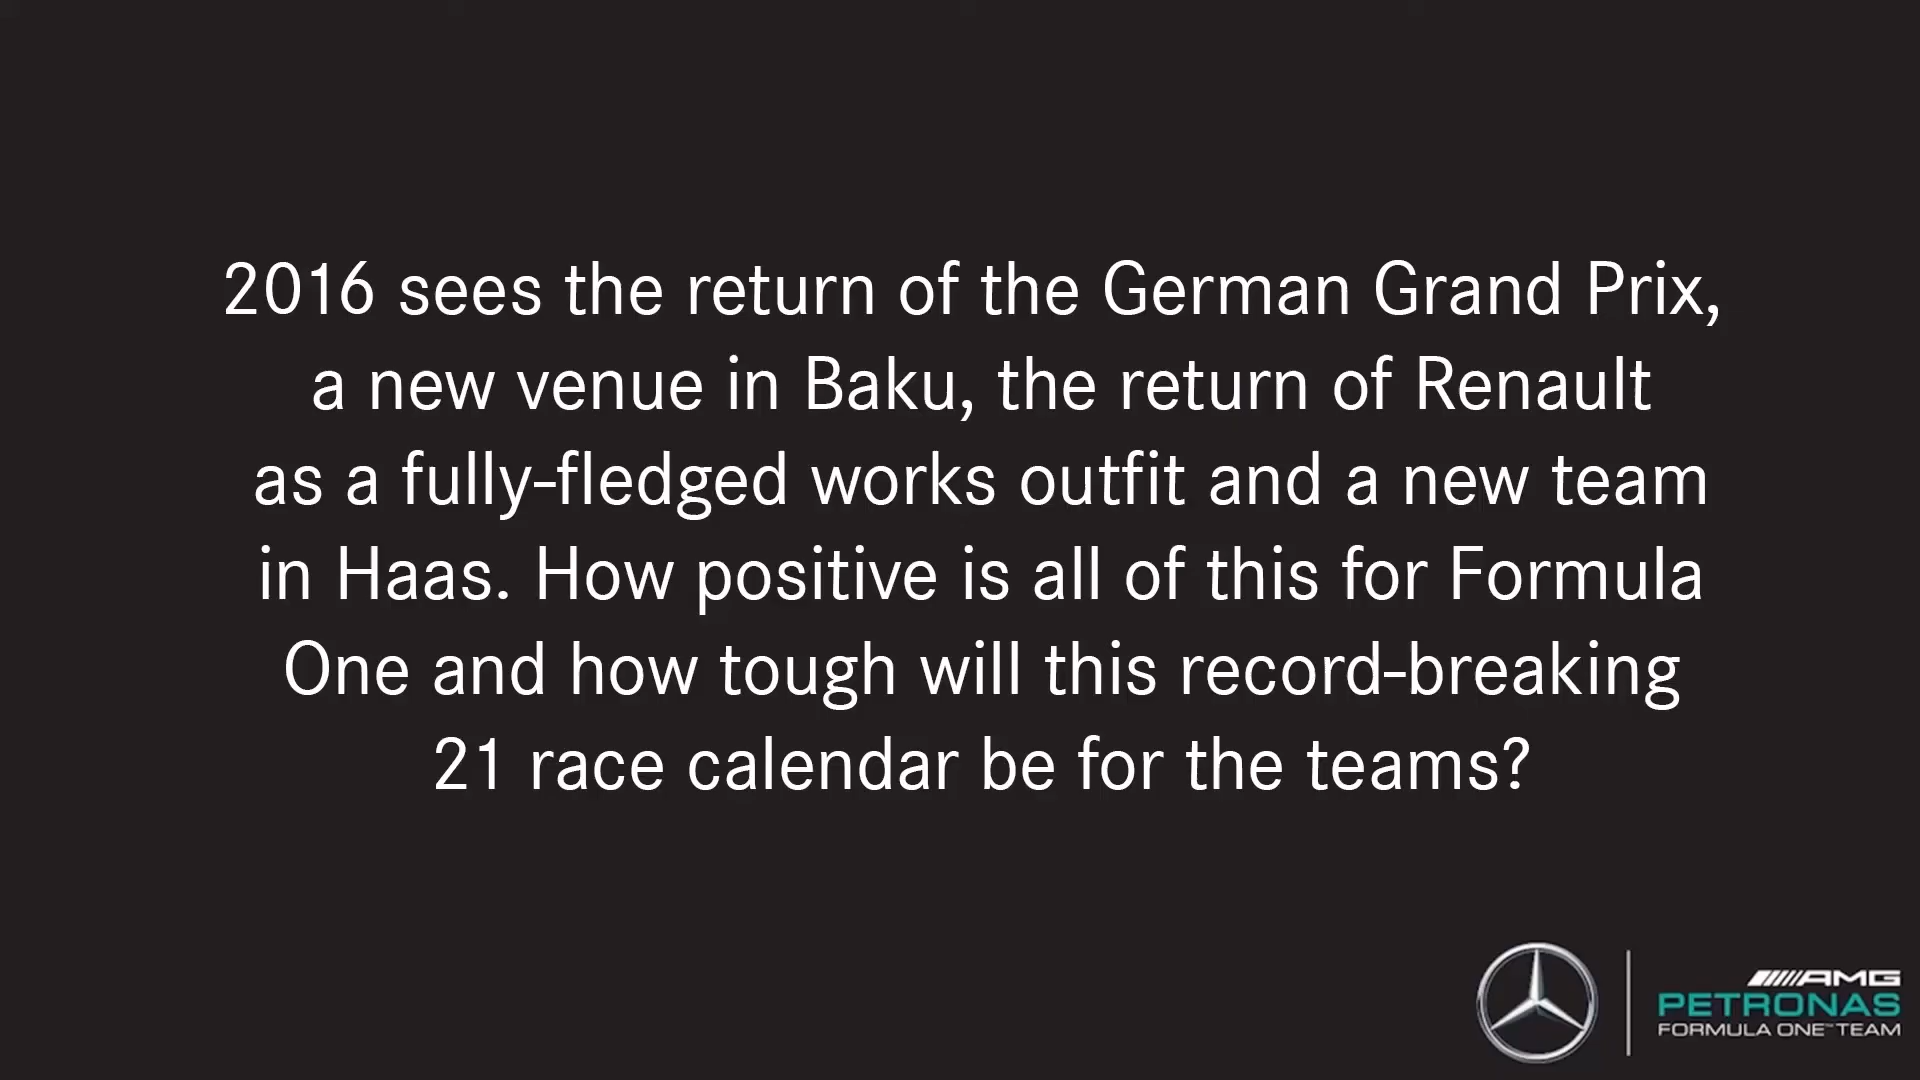 2016 sees the return of the German Grand Prix,
a new venue in Baku, the return of Renault
as a fully-fledged works outfit and a new team
in Haas. How positive is all of this for Formula
One and how tough will this record-breaking
21 race calendar be for the teams?
AMG
PETRONAS
FORMULA ONE™ TEAM